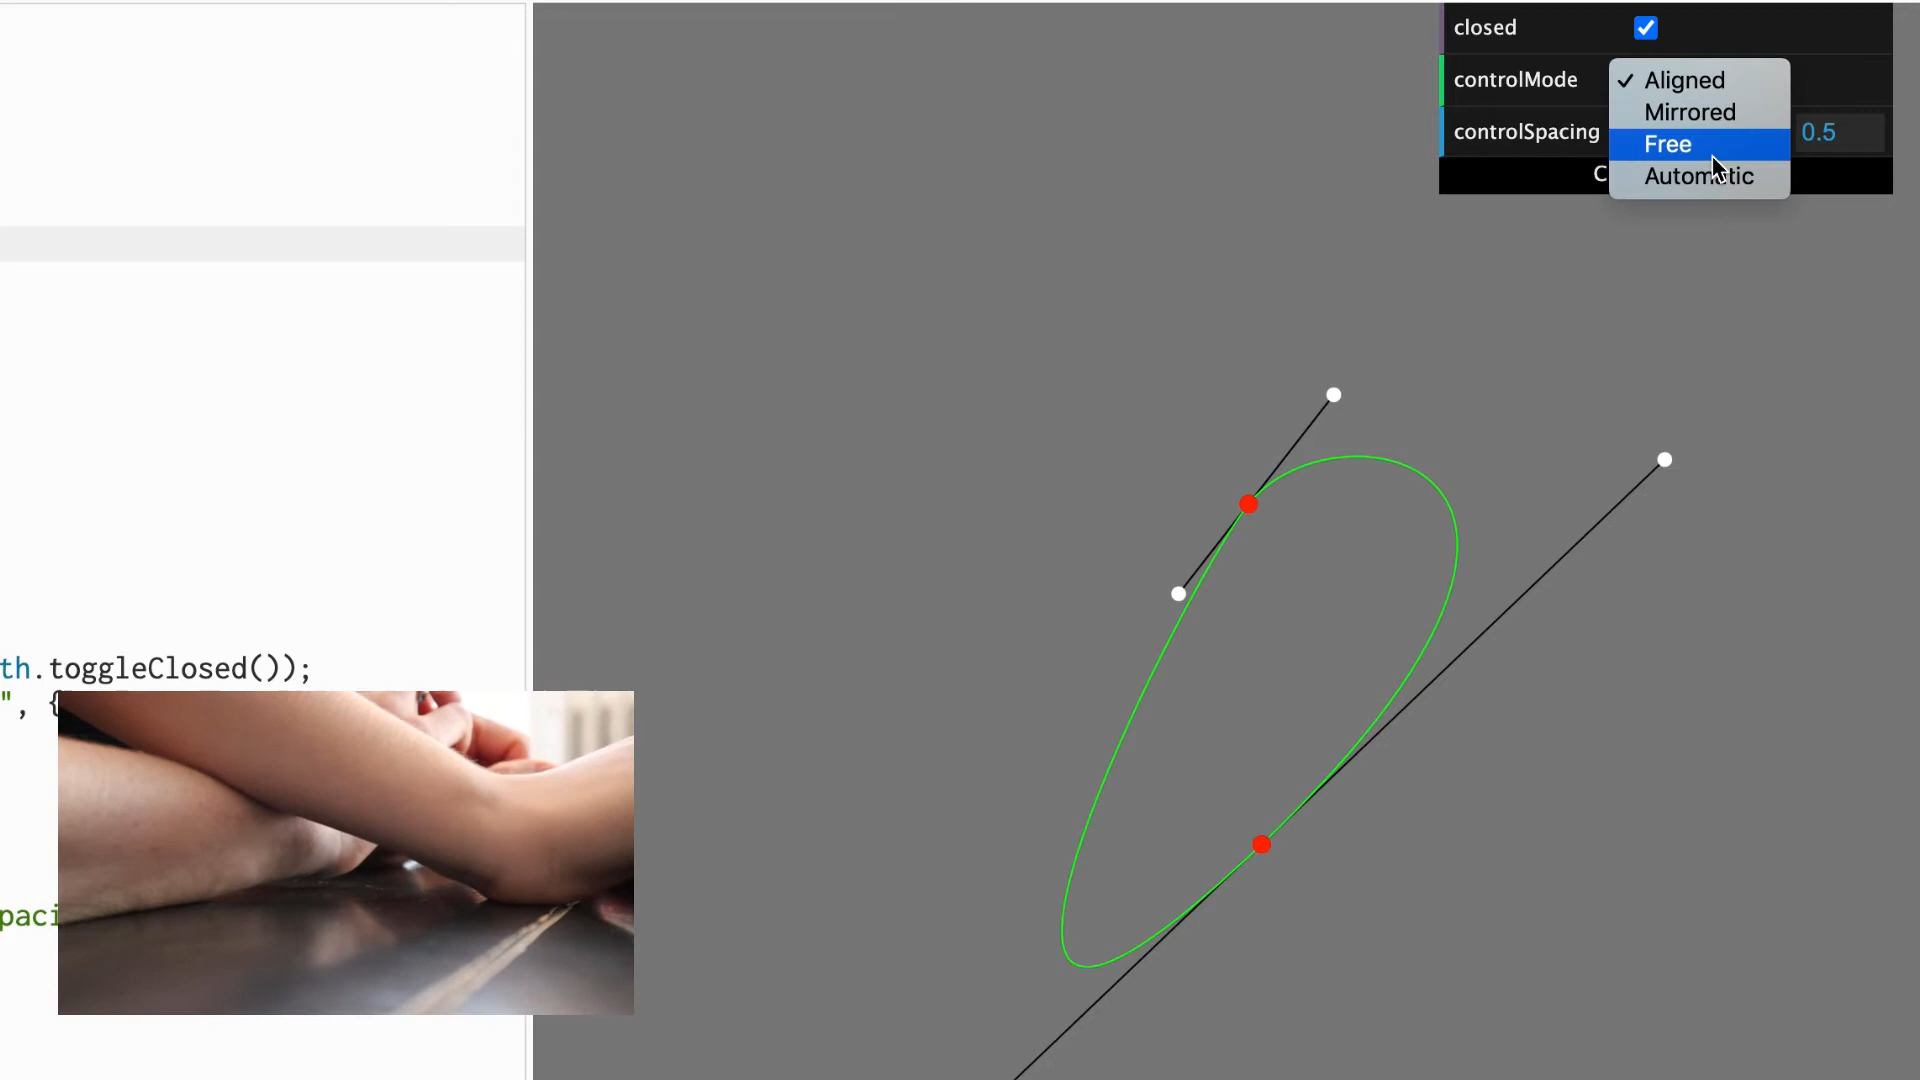 closed
controlMode
✓ Aligned
Mirrored
Free
Automatic
controlSpacing
0.5
C
th.toggleClosed());
", {
paci